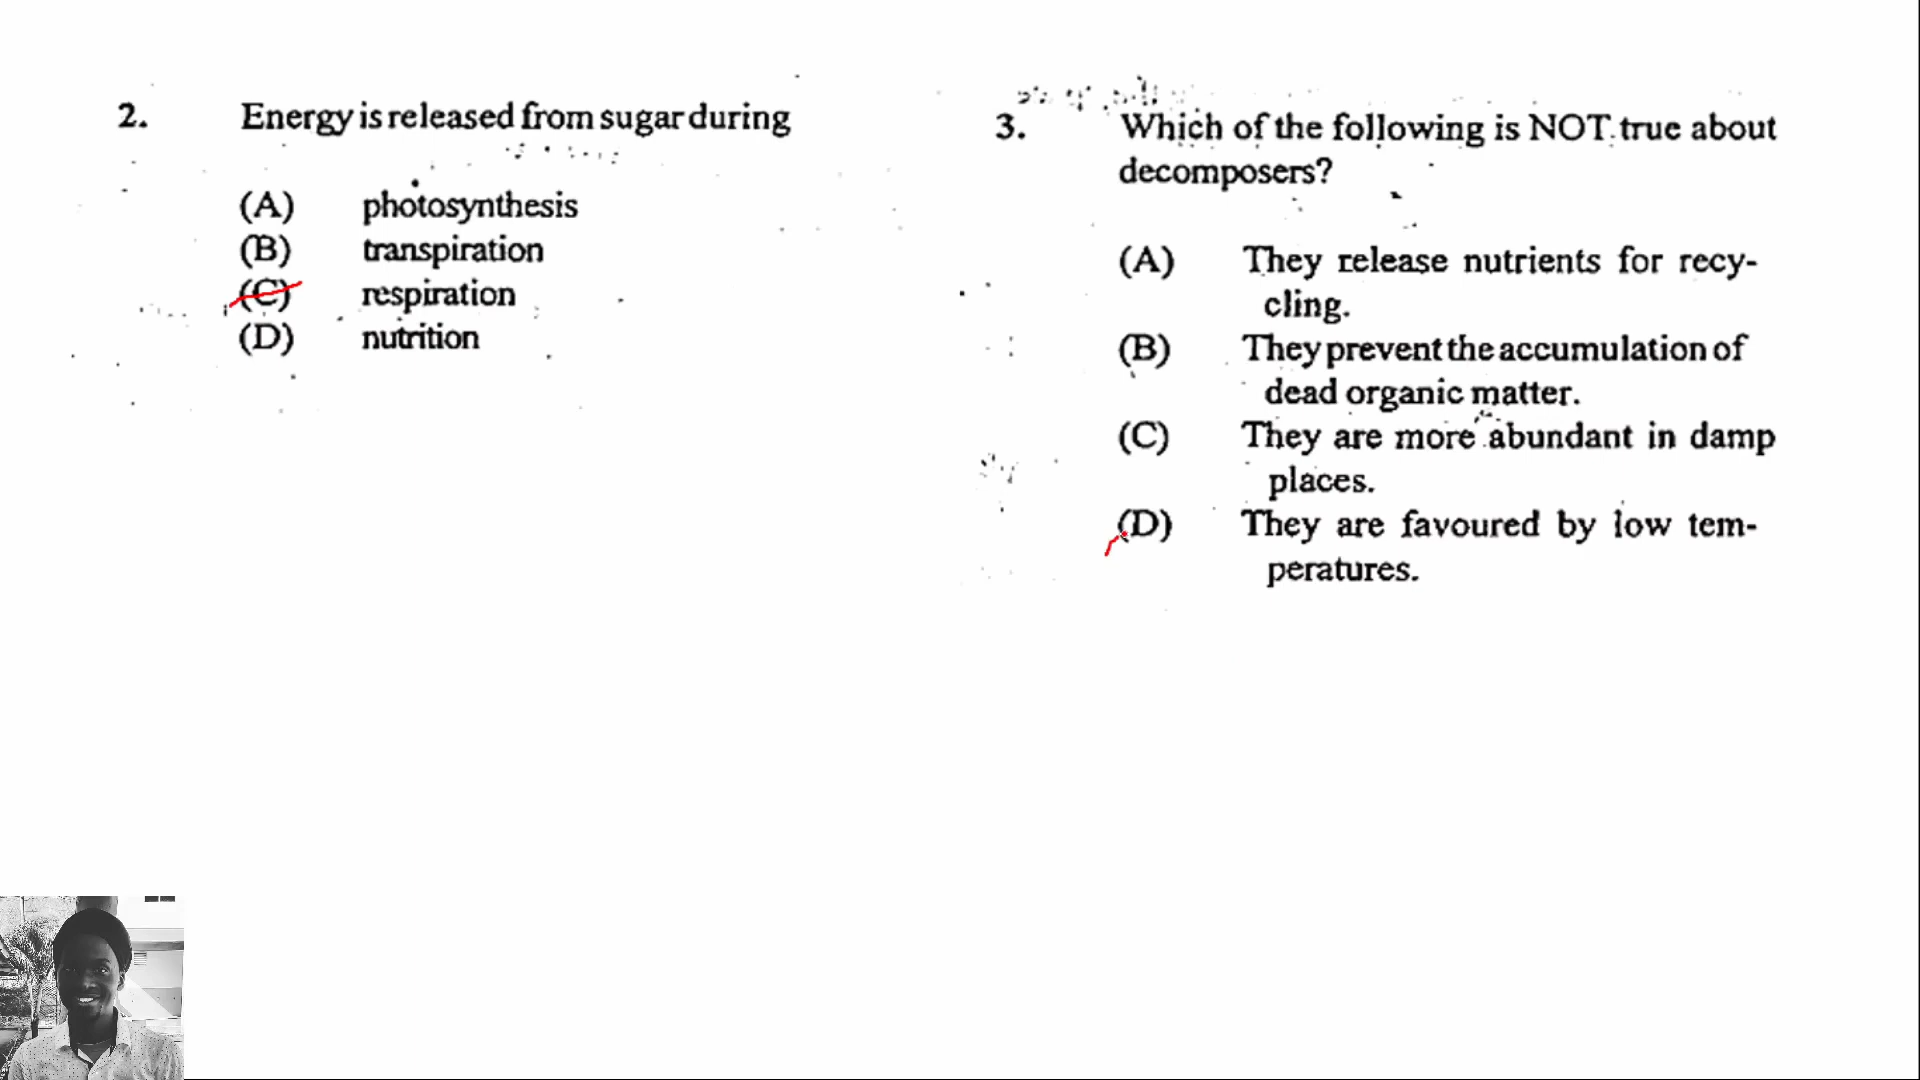 2. Energy is released from sugar during
(A) photosynthesis
(B) transpiration
(C) respiration
(D) nutrition
3. Which of the following is NOT true about
decomposers?
(A) They release nutrients for recy-
cling.
(B) They prevent the accumulation of
dead organic matter.
(C) They are more abundant in damp
places.
(D) They are favoured by low tem-
peratures.